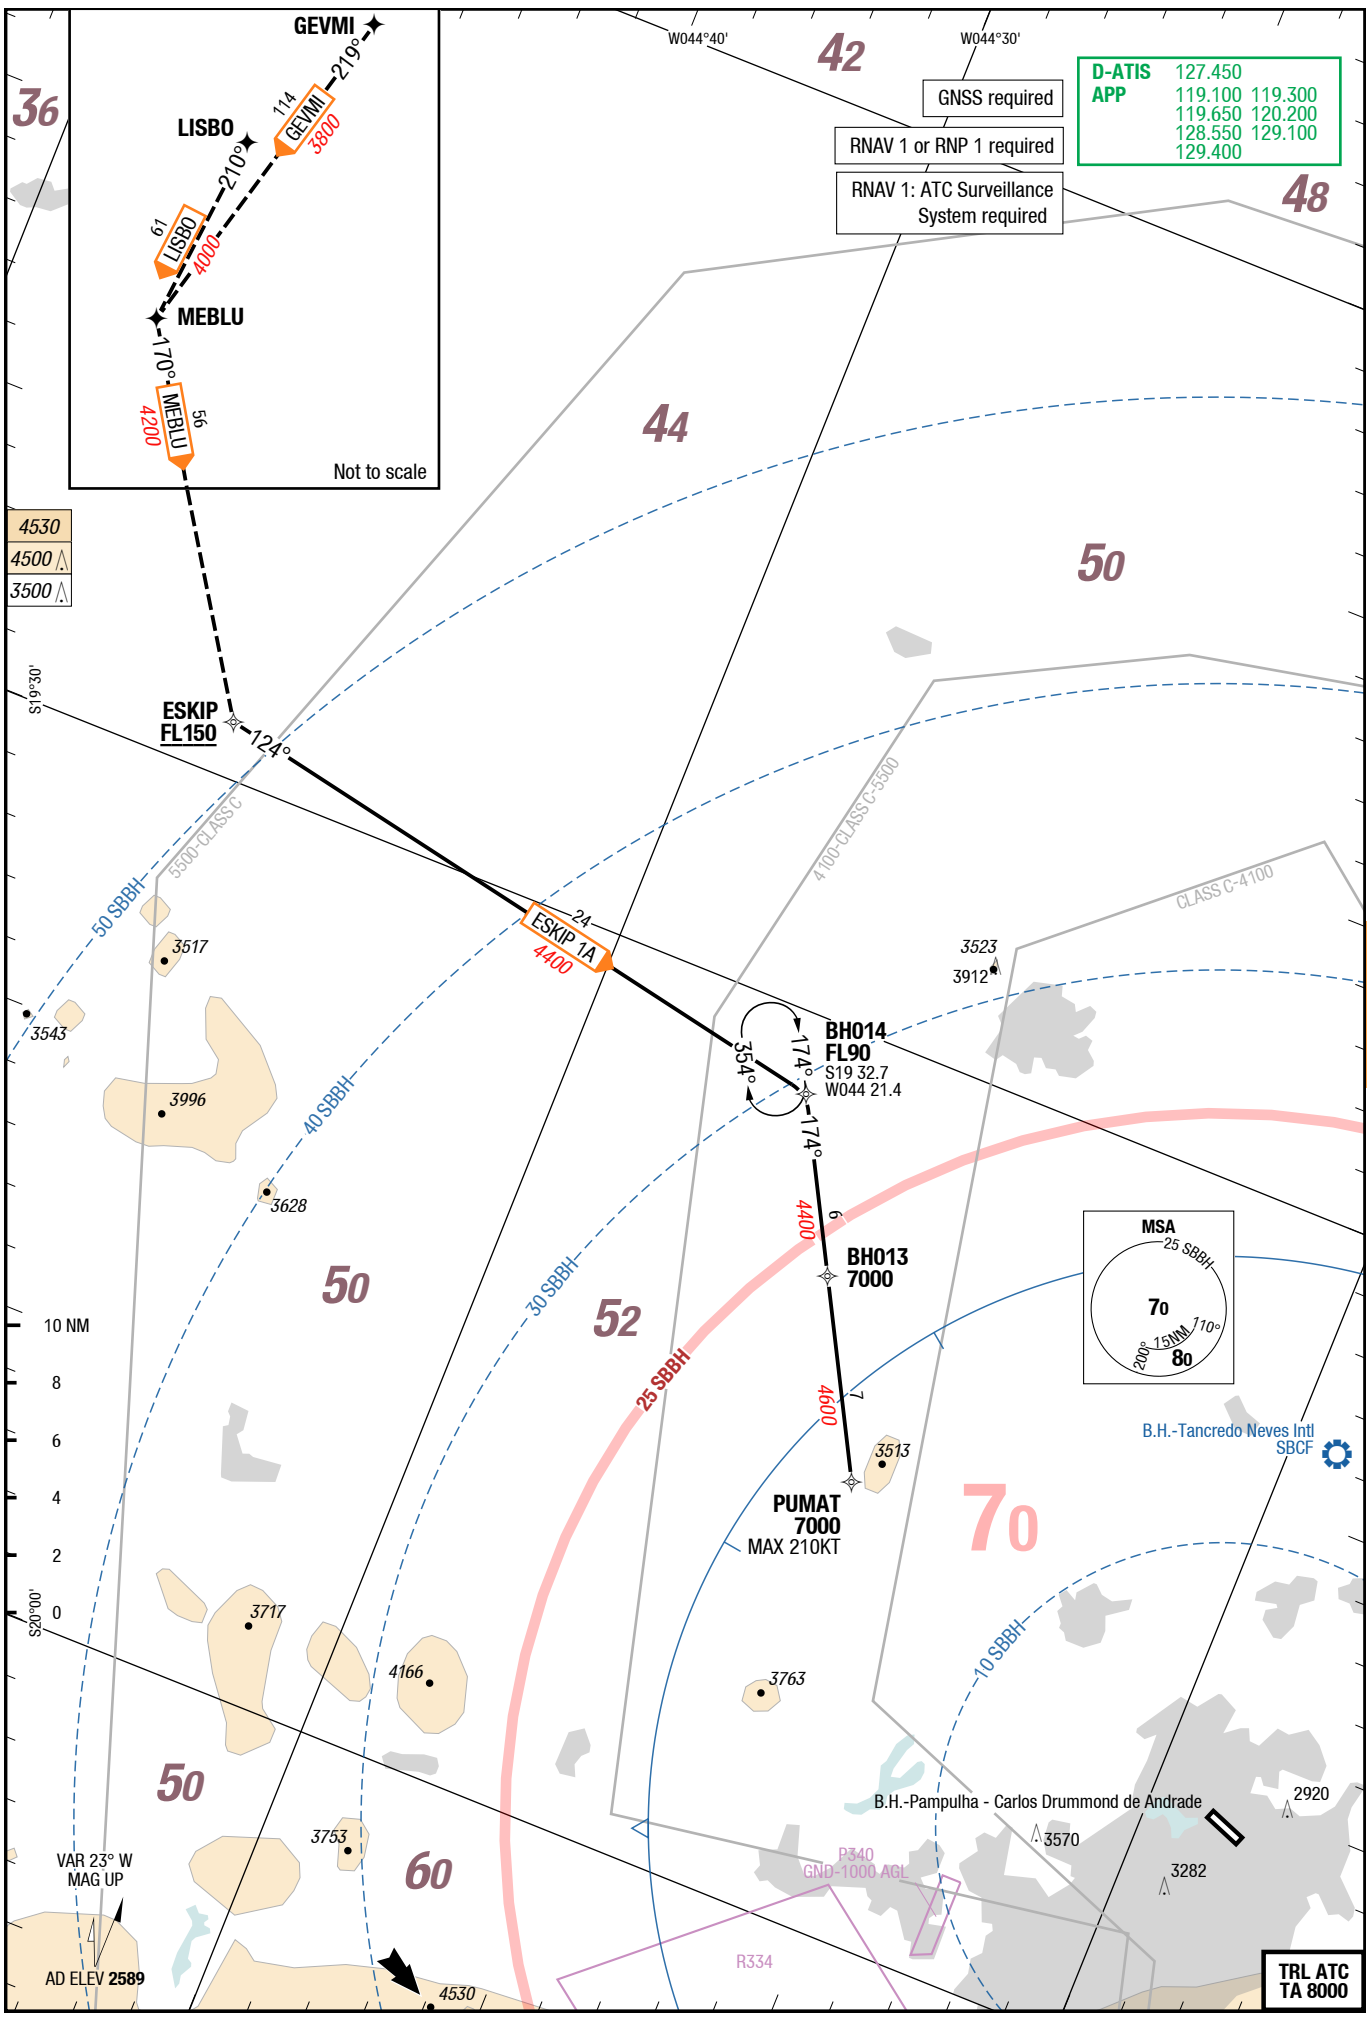 GEVMI
219°
114
GEVMI
3800
LISBO
210°
61
LISBO
4000
MEBLU
170°
MEBLU
56
4200
Not to scale
36
W044°40'
W044°30'
42
GNSS required
RNAV 1 or RNP 1 required
RNAV 1: ATC Surveillance
System required
D-ATIS 127.450
APP 119.100 119.300
119.650 120.200
128.550 129.100
129.400
48
44
50
4530
4500
3500
S19°30'
ESKIP
FL150
124°
5500-CLASS C
50 SBBH
4100-CLASS C-5500
CLASS C-4100
24
ESKIP 1A
4400
3517
3543
3523
3912
3996
40 SBBH
354°
174°
BH014
FL90
S19 32.7
W044 21.4
174°
3628
4400
6
BH013
7000
50
52
30 SBBH
25 SBBH
MSA
25 SBBH
70
110°
15NM
200°
80
10 NM
8
6
4
2
0
S20°00'
4600
7
3513
PUMAT
7000
MAX 210KT
B.H.-Tancredo Neves Intl
SBCF
70
3717
4166
3763
10 SBBH
50
B.H.-Pampulha - Carlos Drummond de Andrade
2920
3570
3282
3753
60
P340
GND-1000 AGL
R334
VAR 23° W
MAG UP
AD ELEV 2589
4530
TRL ATC
TA 8000